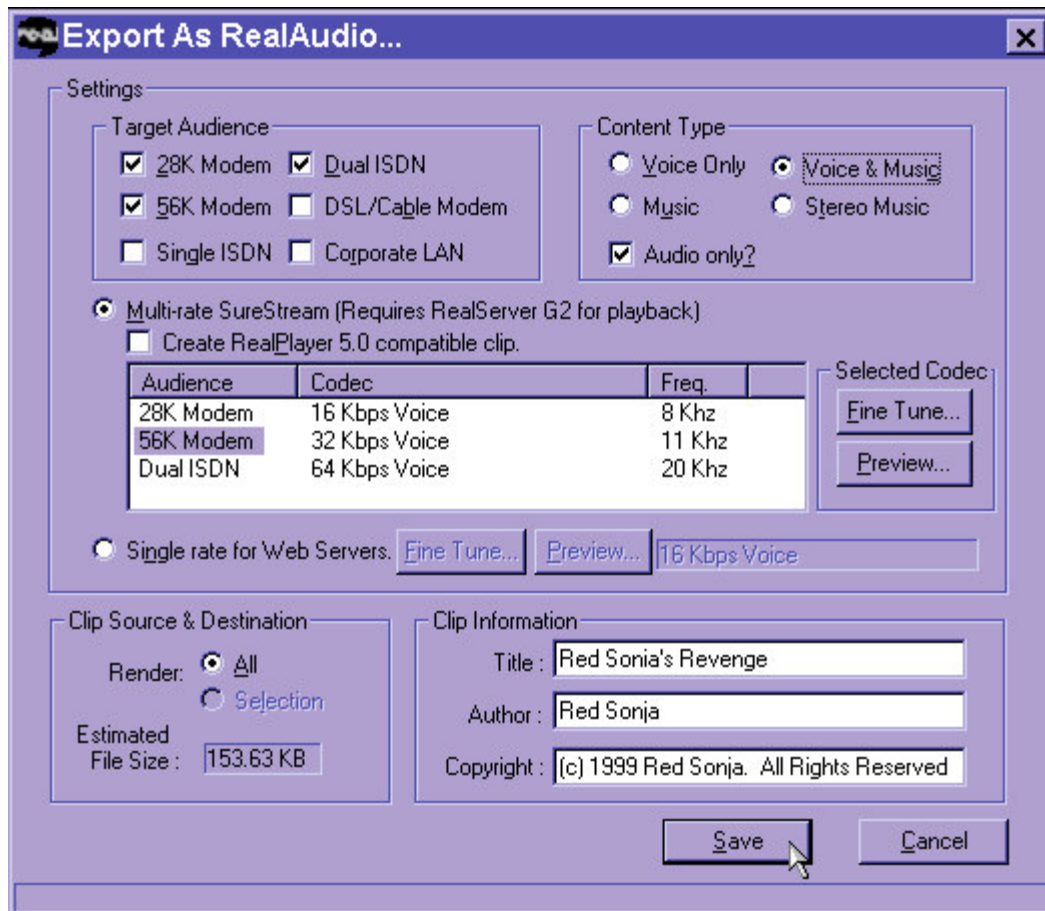 real Export As RealAudio...
Settings
Target Audience
28K Modem Dual ISDN
56K Modem DSL/Cable Modem
Single ISDN Corporate LAN
Content Type
Voice Only Voice & Music
Music Stereo Music
Audio only?
Multi-rate SureStream (Requires RealServer G2 for playback)
Create RealPlayer 5.0 compatible clip.
Audience Codec Freq.
28K Modem 16 Kbps Voice 8 Khz
56K Modem 32 Kbps Voice 11 Khz
Dual ISDN 64 Kbps Voice 20 Khz
Selected Codec
Fine Tune...
Preview...
Single rate for Web Servers. Fine Tune... Preview... 16 Kbps Voice
Clip Source & Destination
Render: All
Selection
Estimated
File Size : 153.63 KB
Clip Information
Title : Red Sonia's Revenge
Author : Red Sonja
Copyright : (c) 1999 Red Sonja. All Rights Reserved
Save Cancel